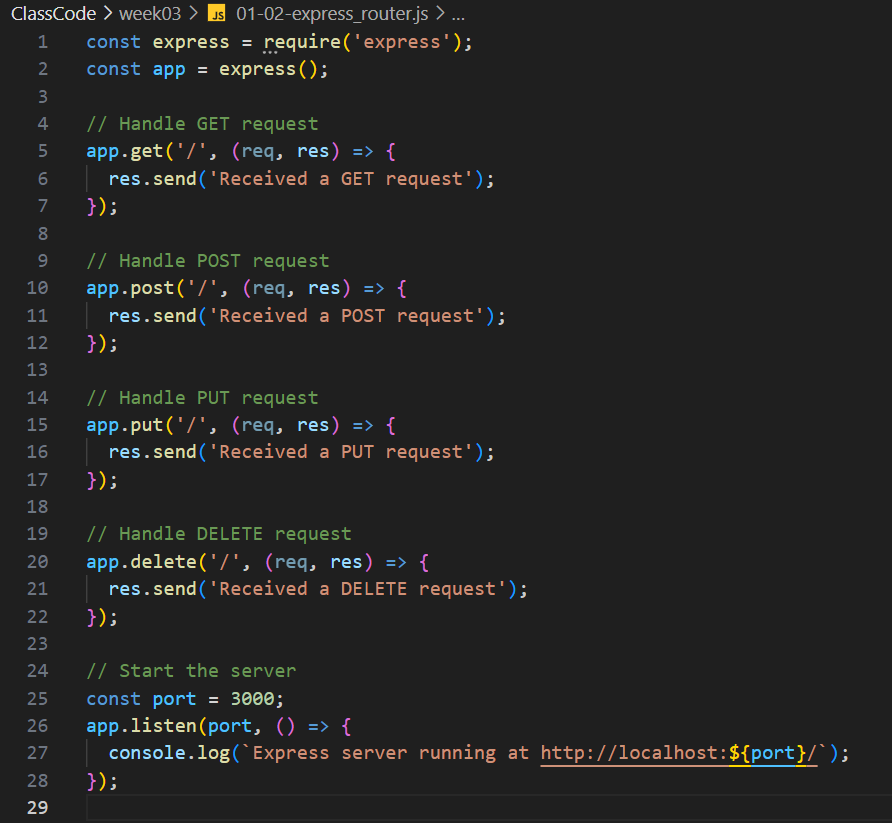 ClassCode > week03 > JS 01-02-express_router.js > ...
1 const express = require('express');
2 const app = express();
3
4 // Handle GET request
5 app.get('/', (req, res) => {
6   res.send('Received a GET request');
7 });
8
9 // Handle POST request
10 app.post('/', (req, res) => {
11   res.send('Received a POST request');
12 });
13
14 // Handle PUT request
15 app.put('/', (req, res) => {
16   res.send('Received a PUT request');
17 });
18
19 // Handle DELETE request
20 app.delete('/', (req, res) => {
21   res.send('Received a DELETE request');
22 });
23
24 // Start the server
25 const port = 3000;
26 app.listen(port, () => {
27   console.log(`Express server running at http://localhost:${port}/`);
28 });
29